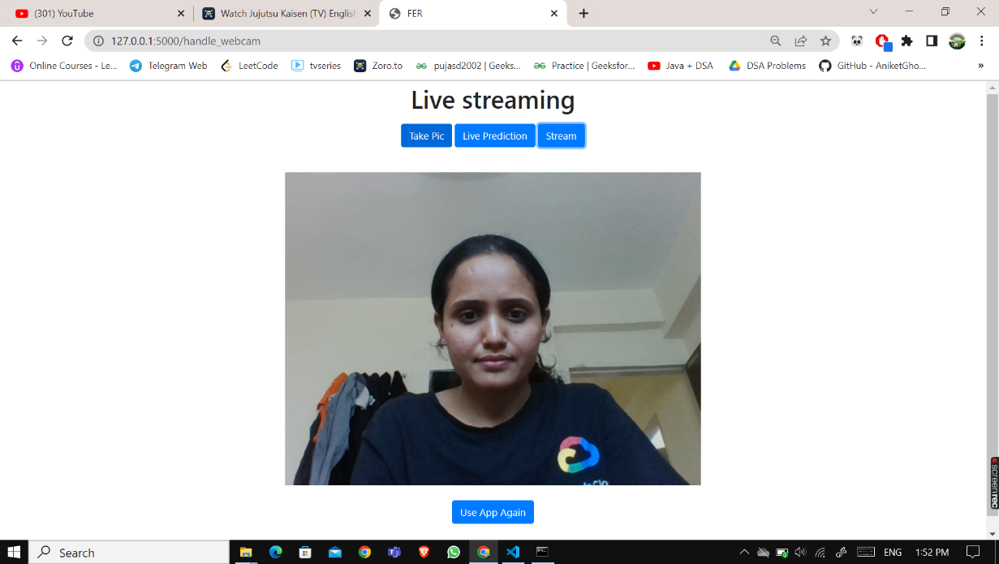 (301) YouTube
Watch Jujutsu Kaisen (TV) English
FER
127.0.0.1:5000/handle_webcam
Online Courses - Le...
Telegram Web
LeetCode
tvseries
Zoro.to
pujasd2002 | Geeks...
Practice | Geeksfor...
Java + DSA
DSA Problems
GitHub - AniketGho...
»
Live streaming
Take Pic
Live Prediction
Stream
Use App Again
screenrec
Search
ENG
1:52 PM